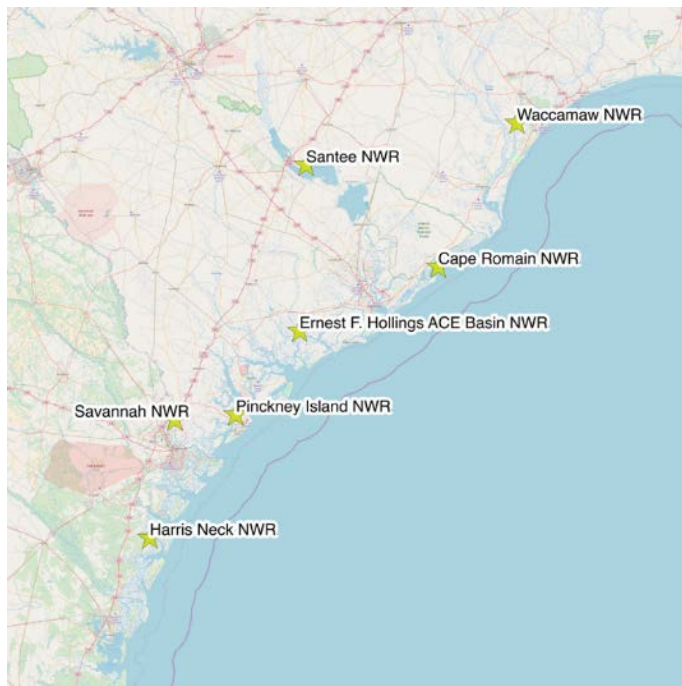 Waccamaw NWR
Santee NWR
Cape Romain NWR
Ernest F. Hollings ACE Basin NWR
Pinckney Island NWR
Savannah NWR
Harris Neck NWR